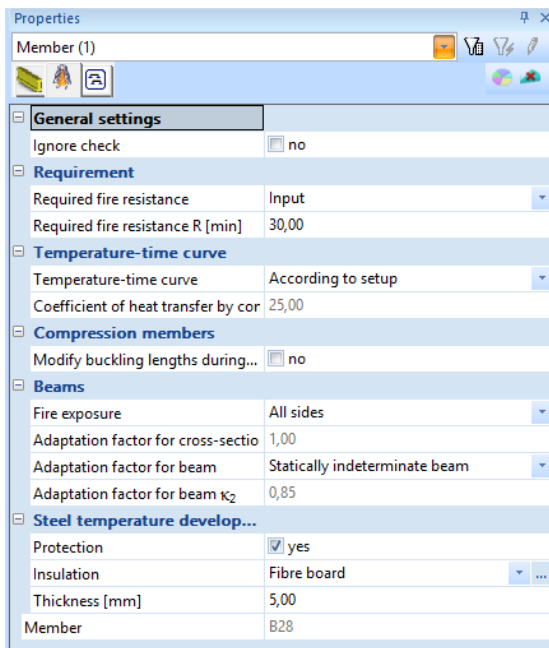 Properties
Member (1)
General settings
Ignore check no
Requirement
Required fire resistance Input
Required fire resistance R [min] 30,00
Temperature-time curve
Temperature-time curve According to setup
Coefficient of heat transfer by cor 25,00
Compression members
Modify buckling lengths during... no
Beams
Fire exposure All sides
Adaptation factor for cross-sectio 1,00
Adaptation factor for beam Statically indeterminate beam
Adaptation factor for beam κ2 0,85
Steel temperature develop...
Protection yes
Insulation Fibre board ...
Thickness [mm] 5,00
Member B28